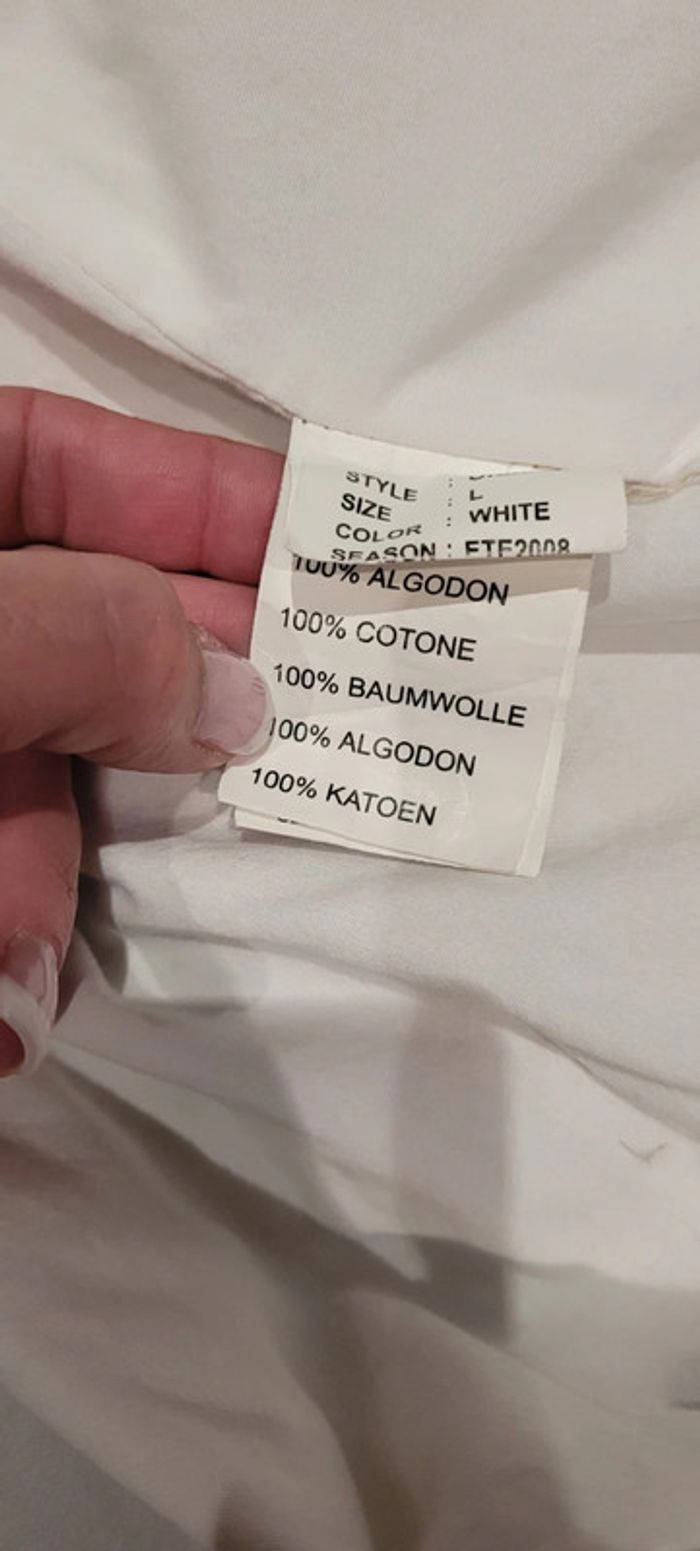 STYLE :
SIZE : L
COLOR : WHITE
SEASON : ETE2008
100% ALGODON
100% COTONE
100% BAUMWOLLE
100% ALGODON
100% KATOEN